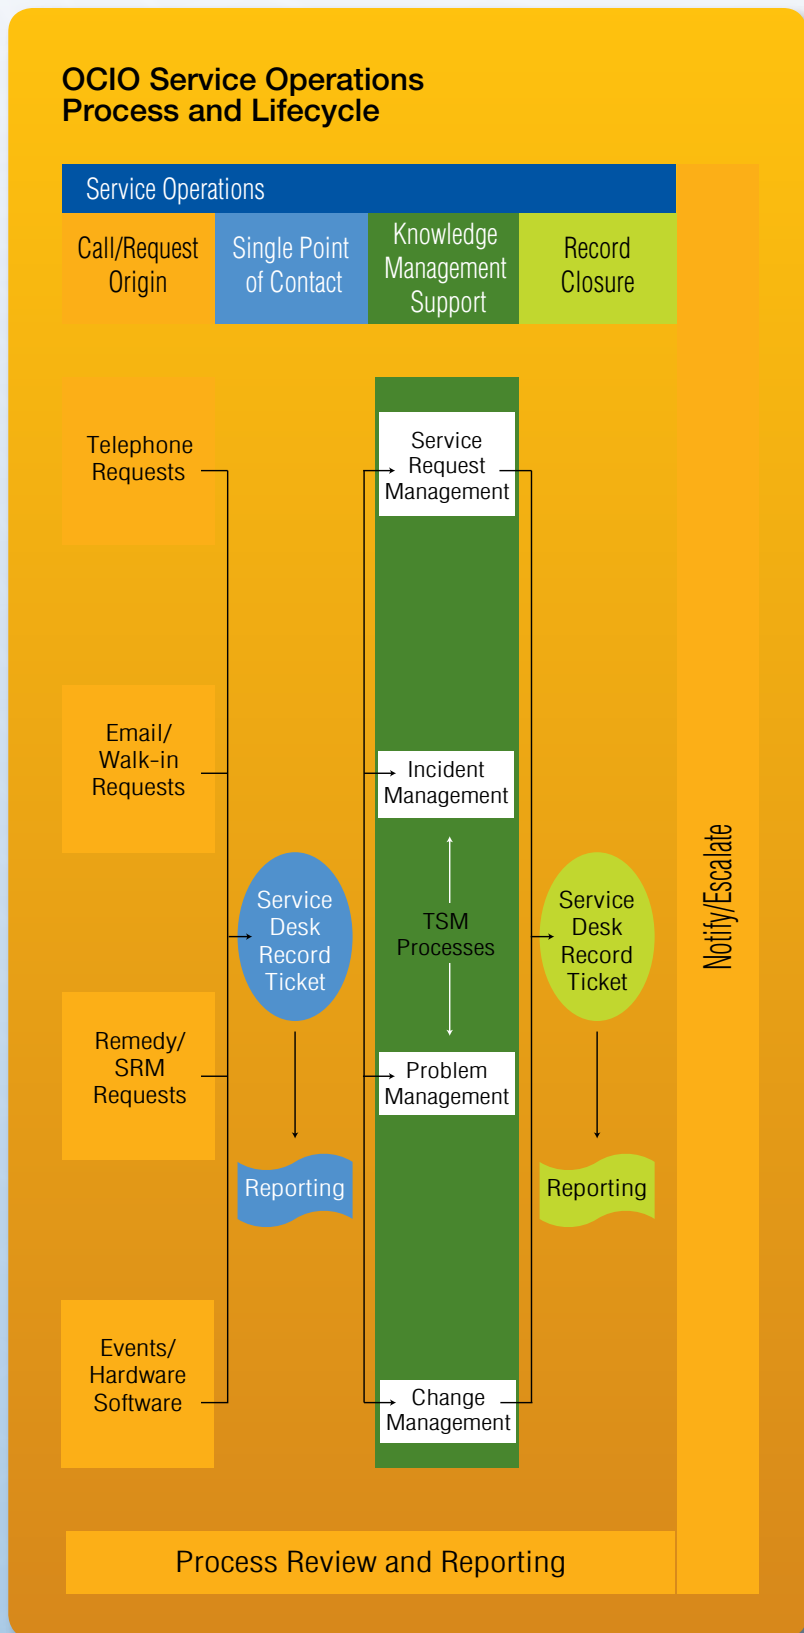 OCIO Service Operations
Process and Lifecycle
Service Operations
Call/Request
Origin
Single Point
of Contact
Knowledge
Management
Support
Record
Closure
Telephone
Requests
Email/
Walk-in
Requests
Remedy/
SRM
Requests
Events/
Hardware
Software
Service
Desk
Record
Ticket
Reporting
Service
Request
Management
Incident
Management
TSM
Processes
Problem
Management
Change
Management
Service
Desk
Record
Ticket
Reporting
Notify/Escalate
Process Review and Reporting